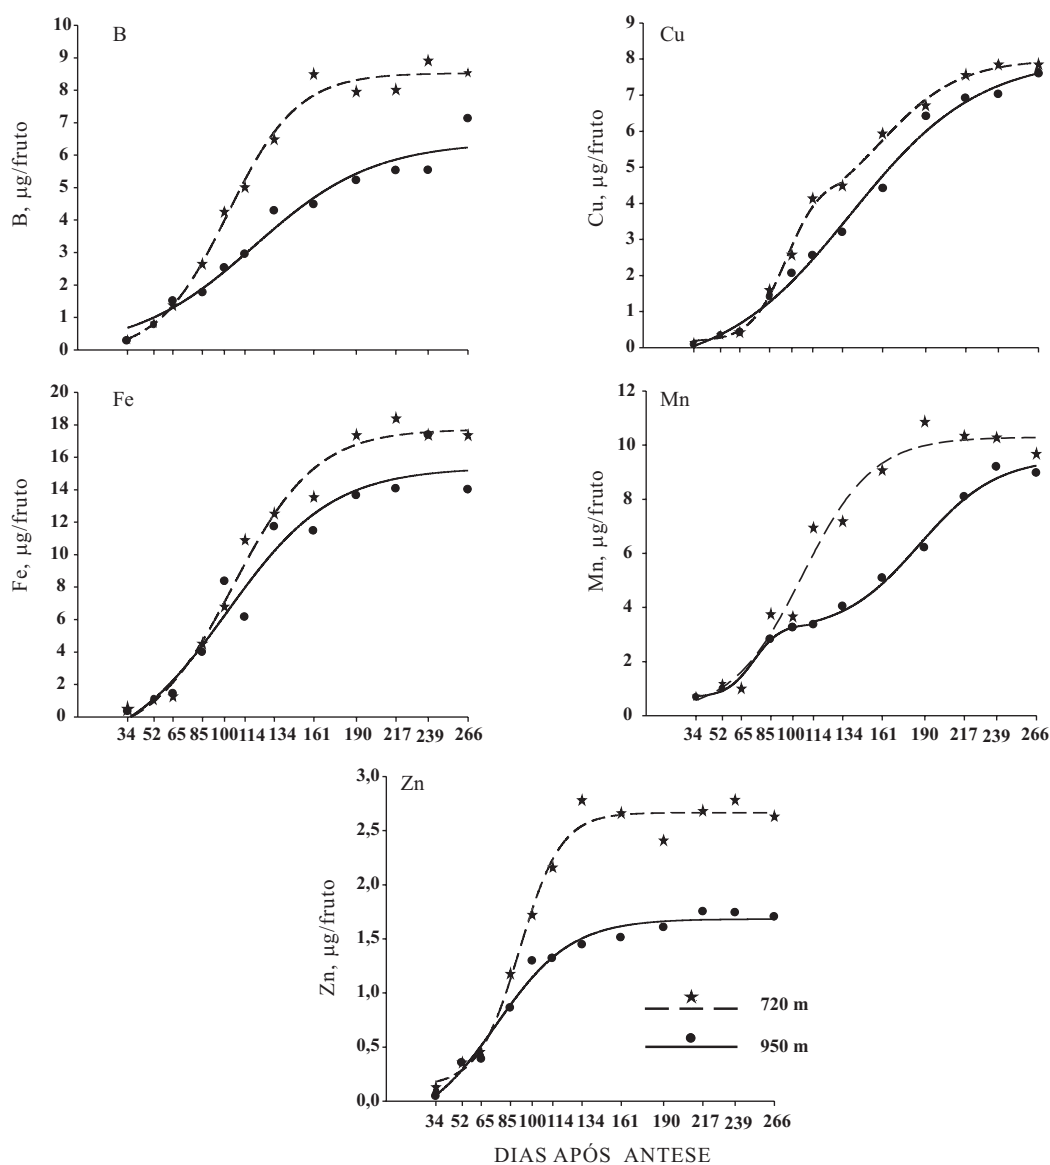 B
B, µg/fruto
10
9
8
7
6
5
4
3
2
1
0
Cu
Cu, µg/fruto
9
8
7
6
5
4
3
2
1
0
Fe
Fe, µg/fruto
20
18
16
14
12
10
8
6
4
2
0
34 52 65 85 100 114 134 161 190 217 239 266
Mn
Mn, µg/fruto
12
10
8
6
4
2
0
34 52 65 85 100 114 134 161 190 217 239 266
Zn
Zn, µg/fruto
3,0
2,5
2,0
1,5
1,0
0,5
0,0
720 m
950 m
34 52 65 85 100 114 134 161 190 217 239 266
DIAS APÓS ANTESE